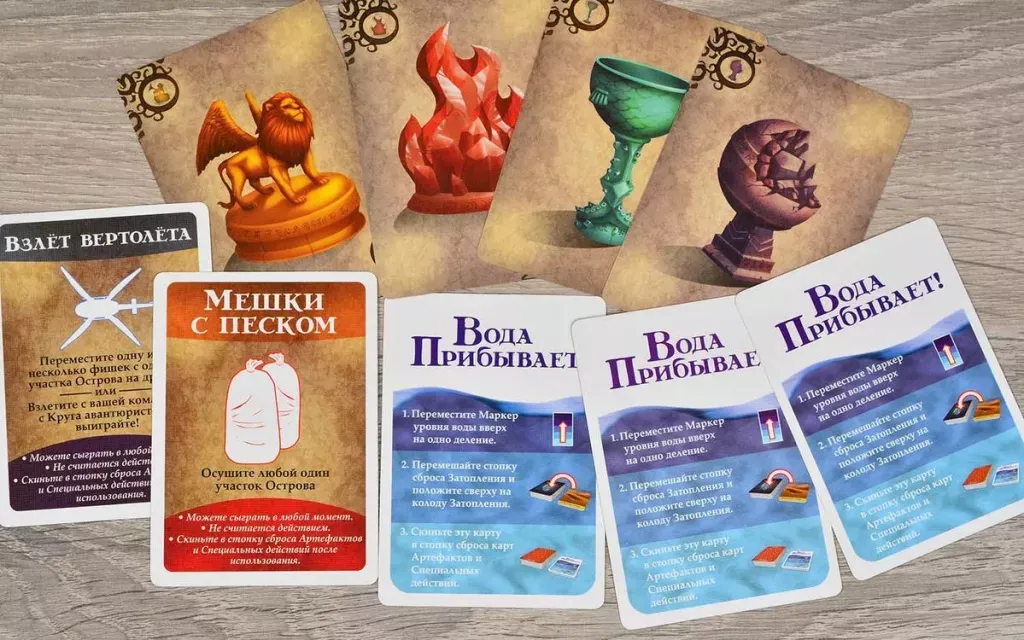 ВЗЛЁТ ВЕРТОЛЁТА
Переместите одну и
несколько фишек с од
участка Острова на др
или
Взлетите с вашей кома
с Круга авантюрист
выиграйте!
• Можете сыграть в любой
• Не считается действ
• Скиньте в стопку сброса А
и Специальных действий
использования.
МЕШКИ
С ПЕСКОМ
Осушите любой один
участок Острова
• Можете сыграть в любой момент.
• Не считается действием.
• Скиньте в стопку сброса Артефактов
и Специальных действий после
использования.
ВОДА
ПРИБЫВАЕТ
1. Переместите Маркер
уровня воды вверх
на одно деление.
2. Перемешайте стопку
сброса Затопления и
положите сверху на
колоду Затопления.
3. Скиньте эту карту
в стопку сброса карт
Артефактов и
Специальных
действий.
ВОДА
ПРИБЫВАЕТ
1. Переместите Маркер
уровня воды вверх
на одно деление.
2. Перемешайте стопку
сброса Затопления и
положите сверху на
колоду Затопления.
3. Скиньте эту карту
в стопку сброса карт
Артефактов и
Специальных
действий.
ВОДА
ПРИБЫВАЕТ!
1. Переместите Маркер
уровня воды вверх
на одно деление.
2. Перемешайте стопку
сброса Затопления и
положите сверху на
колоду Затопления.
3. Скиньте эту карту
в стопку сброса карт
Артефактов и
Специальных
действий.